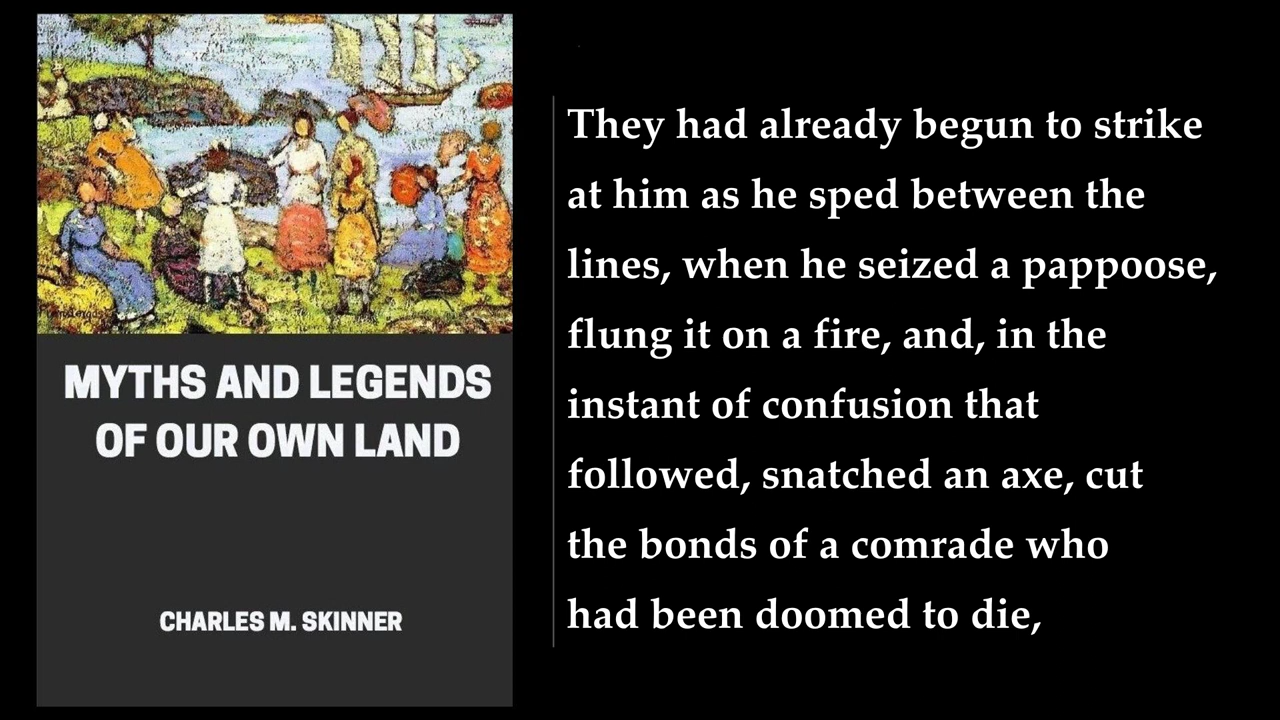 MYTHS AND LEGENDS
OF OUR OWN LAND
CHARLES M. SKINNER
They had already begun to strike
at him as he sped between the
lines, when he seized a pappoose,
flung it on a fire, and, in the
instant of confusion that
followed, snatched an axe, cut
the bonds of a comrade who
had been doomed to die,